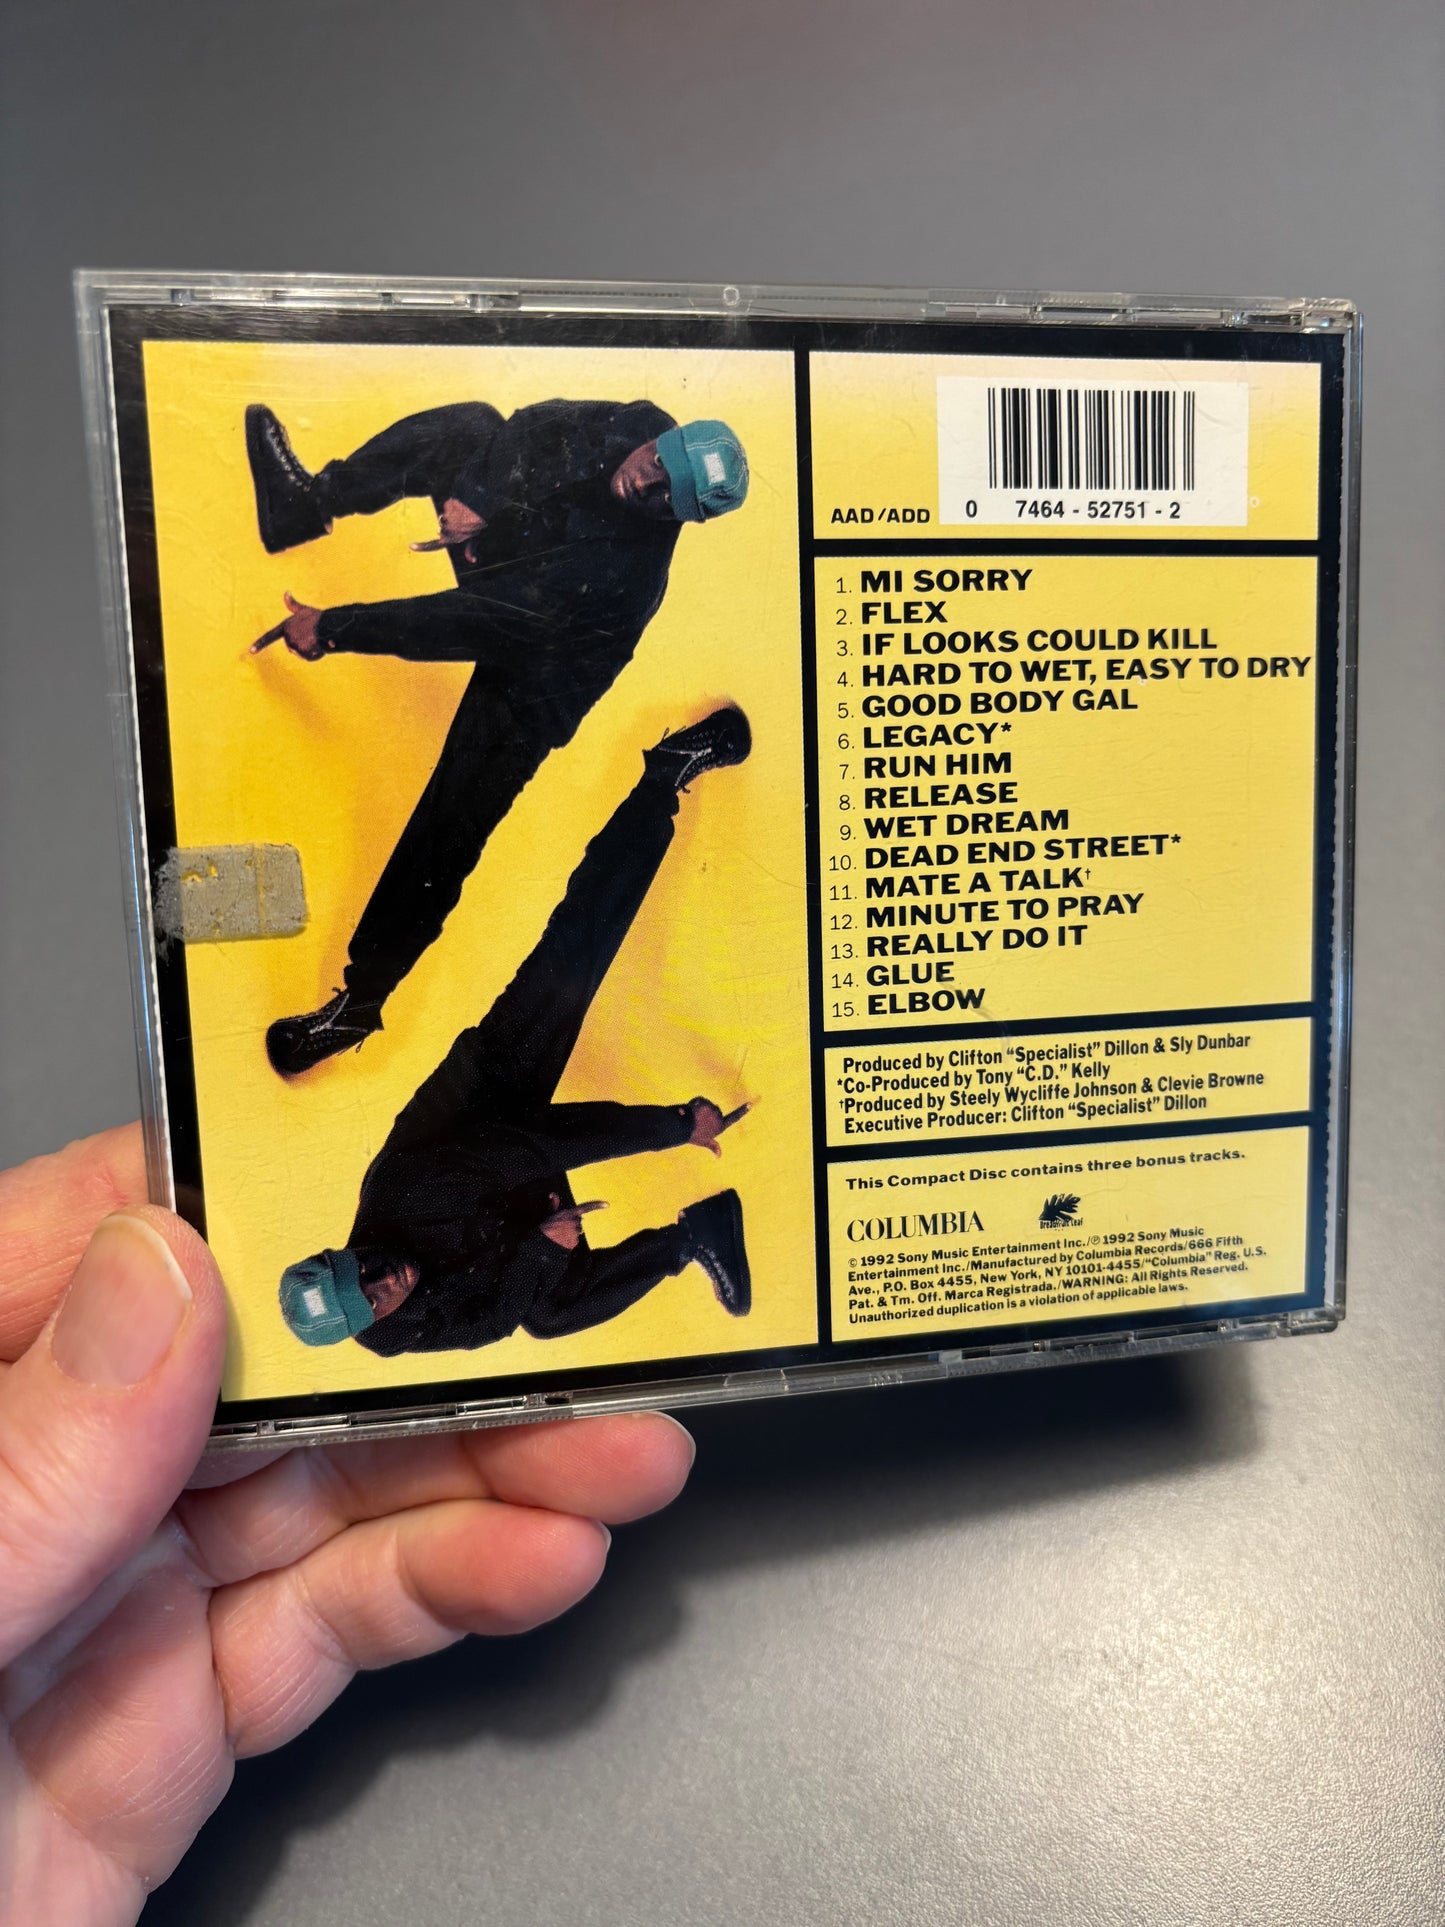 AAD/ADD
0 7464 - 52751 - 2
1. MI SORRY
2. FLEX
3. IF LOOKS COULD KILL
4. HARD TO WET, EASY TO DRY
5. GOOD BODY GAL
6. LEGACY*
7. RUN HIM
8. RELEASE
9. WET DREAM
10. DEAD END STREET*
11. MATE A TALK†
12. MINUTE TO PRAY
13. REALLY DO IT
14. GLUE
15. ELBOW
Produced by Clifton “Specialist” Dillon & Sly Dunbar
*Co-Produced by Tony “C.D.” Kelly
†Produced by Steely Wycliffe Johnson & Clevie Browne
Executive Producer: Clifton “Specialist” Dillon
This Compact Disc contains three bonus tracks.
COLUMBIA
Breadfruit Leaf
© 1992 Sony Music Entertainment Inc./℗ 1992 Sony Music
Entertainment Inc./Manufactured by Columbia Records/666 Fifth
Ave., P.O. Box 4455, New York, NY 10101-4455/“Columbia” Reg. U.S.
Pat. & Tm. Off. Marca Registrada./WARNING: All Rights Reserved.
Unauthorized duplication is a violation of applicable laws.